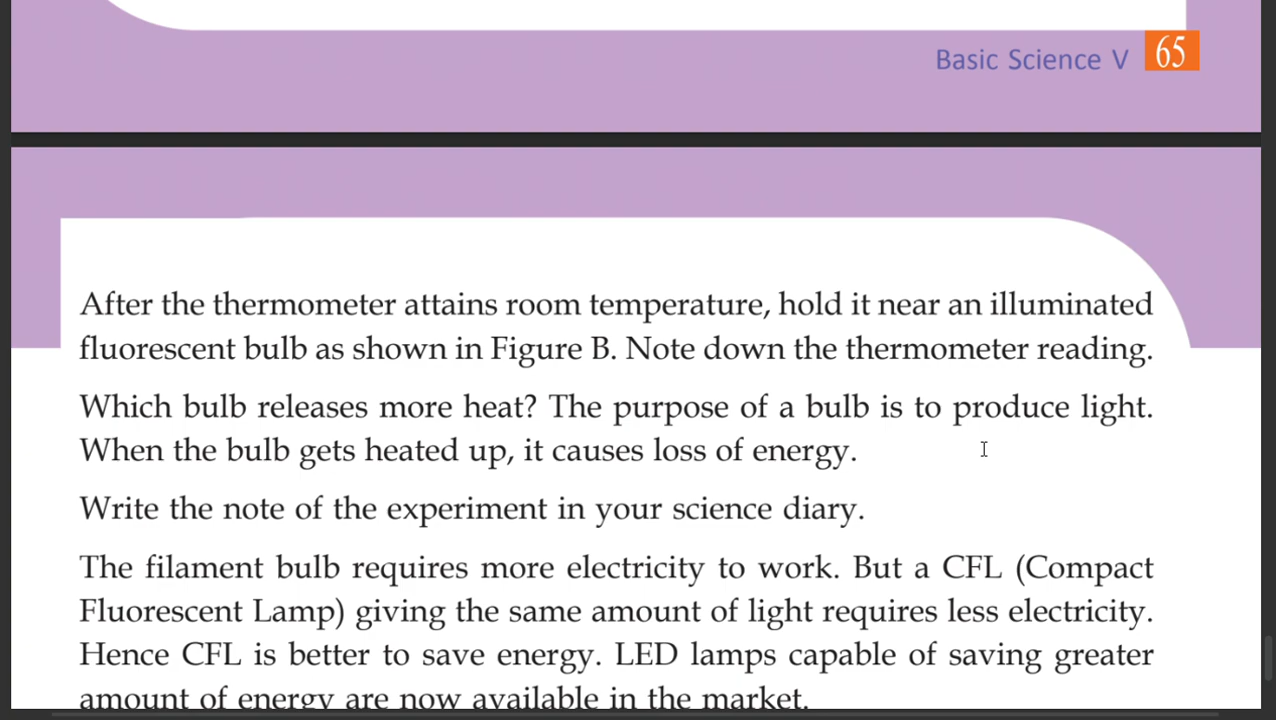 Basic Science V 65
After the thermometer attains room temperature, hold it near an illuminated
fluorescent bulb as shown in Figure B. Note down the thermometer reading.
Which bulb releases more heat? The purpose of a bulb is to produce light.
When the bulb gets heated up, it causes loss of energy.
Write the note of the experiment in your science diary.
The filament bulb requires more electricity to work. But a CFL (Compact
Fluorescent Lamp) giving the same amount of light requires less electricity.
Hence CFL is better to save energy. LED lamps capable of saving greater
amount of energy are now available in the market.